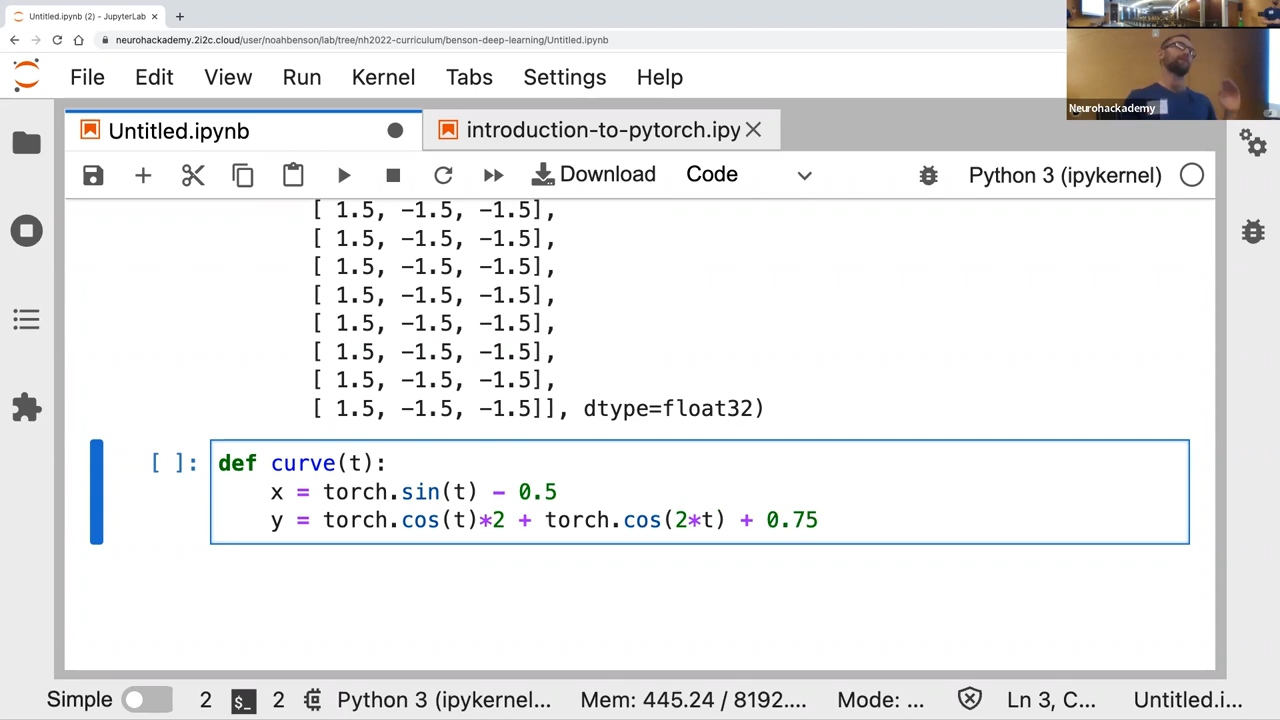 Untitled.ipynb (2) - JupyterLab
neurohackademy.2i2c.cloud/user/noahbenson/lab/tree/nh2022-curriculum/benson-deep-learning/Untitled.ipynb
File Edit View Run Kernel Tabs Settings Help
Neurohackademy
Untitled.ipynb introduction-to-pytorch.ipy
Download Code Python 3 (ipykernel)
[ 1.5, -1.5, -1.5],
[ 1.5, -1.5, -1.5],
[ 1.5, -1.5, -1.5],
[ 1.5, -1.5, -1.5],
[ 1.5, -1.5, -1.5],
[ 1.5, -1.5, -1.5],
[ 1.5, -1.5, -1.5],
[ 1.5, -1.5, -1.5]], dtype=float32)
[ ]: def curve(t):
x = torch.sin(t) - 0.5
y = torch.cos(t)*2 + torch.cos(2*t) + 0.75
Simple 2 $_ 2 Python 3 (ipykernel... Mem: 445.24 / 8192.... Mode: ... Ln 3, C... Untitled.i...